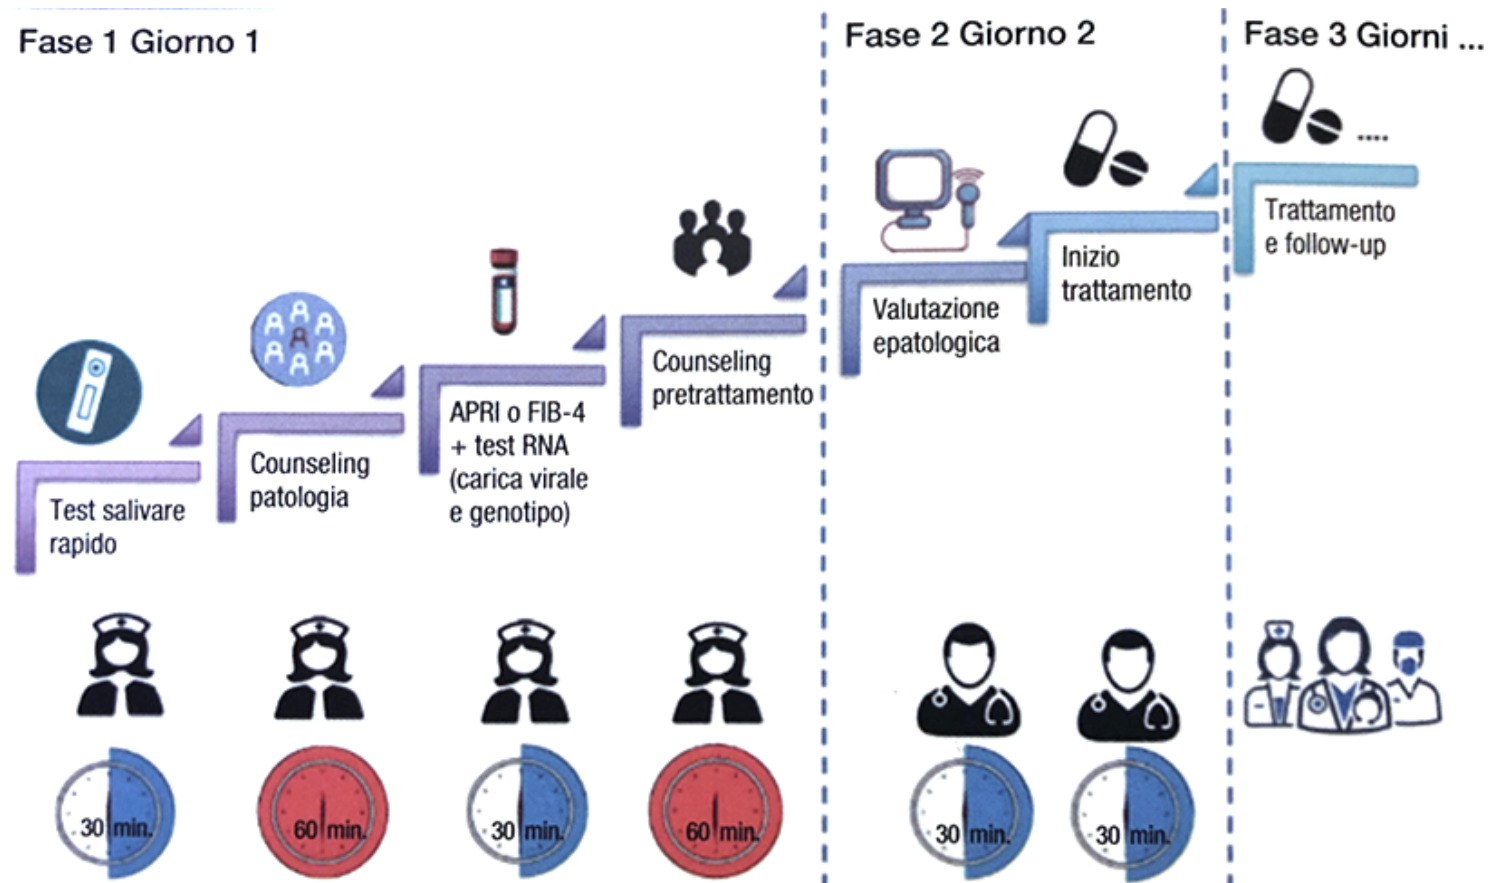 Fase 1 Giorno 1
Fase 2 Giorno 2
Fase 3 Giorni ...
Test salivare
rapido
Counseling
patologia
APRI o FIB-4
+ test RNA
(carica virale
e genotipo)
Counseling
pretrattamento
Valutazione
epatologica
Inizio
trattamento
....
Trattamento
e follow-up
30 min.
60 min.
30 min.
60 min.
30 min.
30 min.